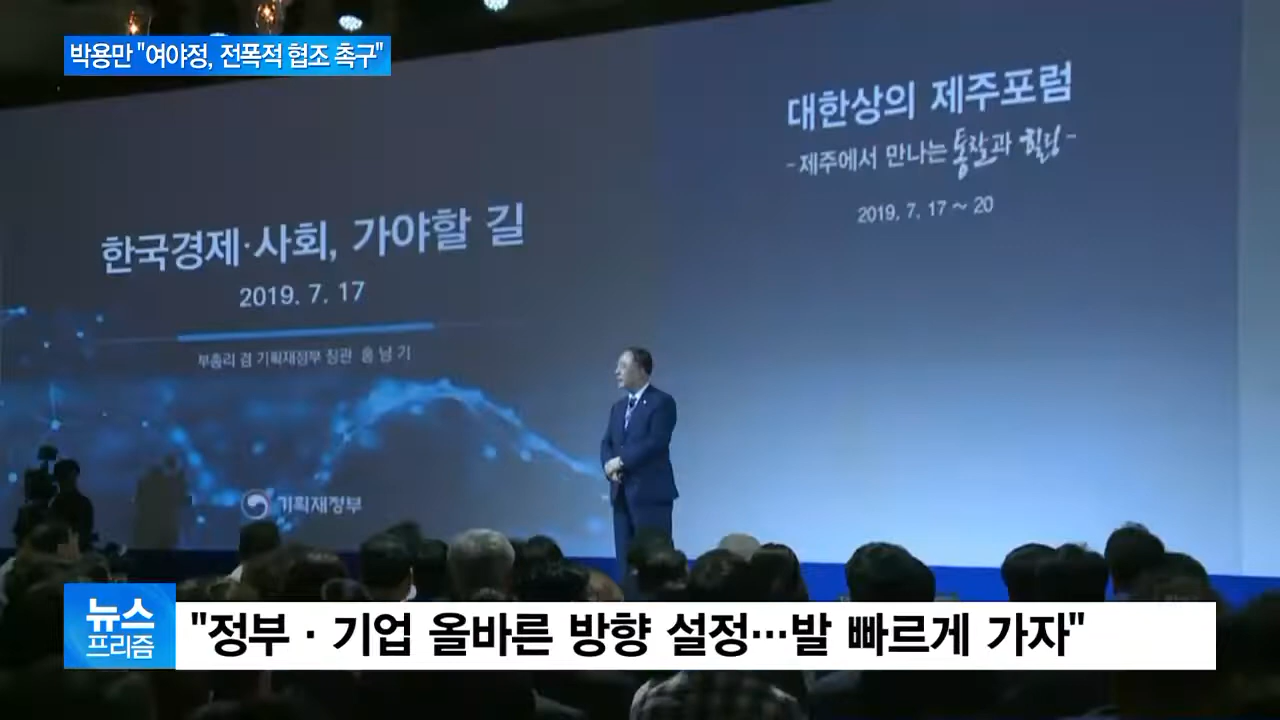 박용만 "여야정, 전폭적 협조 촉구"
대한상의 제주포럼
- 제주에서 만나는 통찰과 힐링 -
2019. 7. 17 ~ 20
한국경제·사회, 가야할 길
2019. 7. 17
부총리 겸 기획재정부 장관 홍남기
기획재정부
뉴스
프리즘
"정부 · 기업 올바른 방향 설정…발 빠르게 가자"